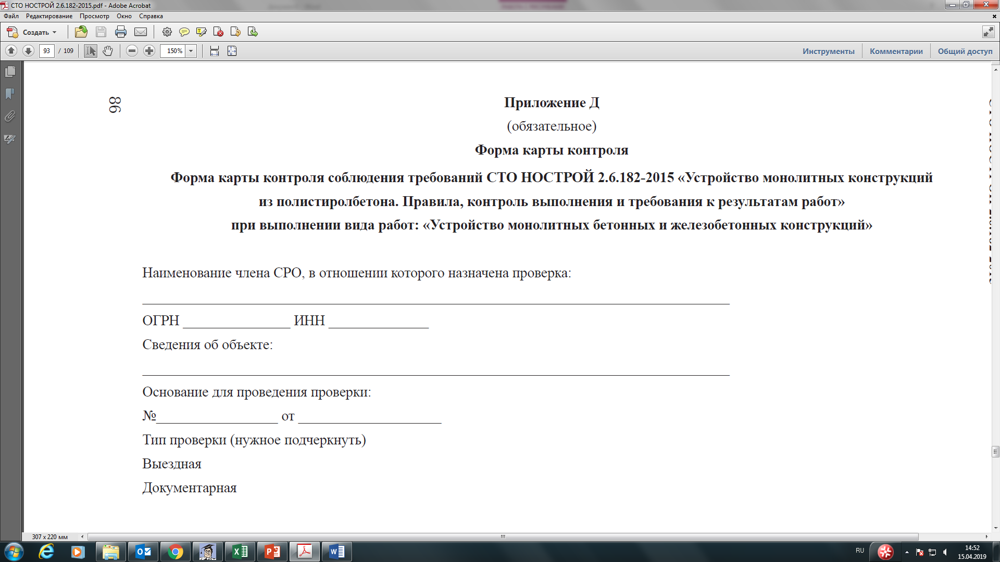 СТО НОСТРОЙ 2.6.182-2015.pdf - Adobe Acrobat
Файл Редактирование Просмотр Окно Справка
Создать
93 / 109 150% Инструменты Комментарии Общий доступ
86
Приложение Д
(обязательное)
Форма карты контроля
Форма карты контроля соблюдения требований СТО НОСТРОЙ 2.6.182-2015 «Устройство монолитных конструкций
из полистиролбетона. Правила, контроль выполнения и требования к результатам работ»
при выполнении вида работ: «Устройство монолитных бетонных и железобетонных конструкций»
Наименование члена СРО, в отношении которого назначена проверка:
ОГРН _______________ ИНН ______________
Сведения об объекте:
Основание для проведения проверки:
№_________________ от ____________________
Тип проверки (нужное подчеркнуть)
Выездная
Документарная
307 x 220 мм
RU 14:52
15.04.2019